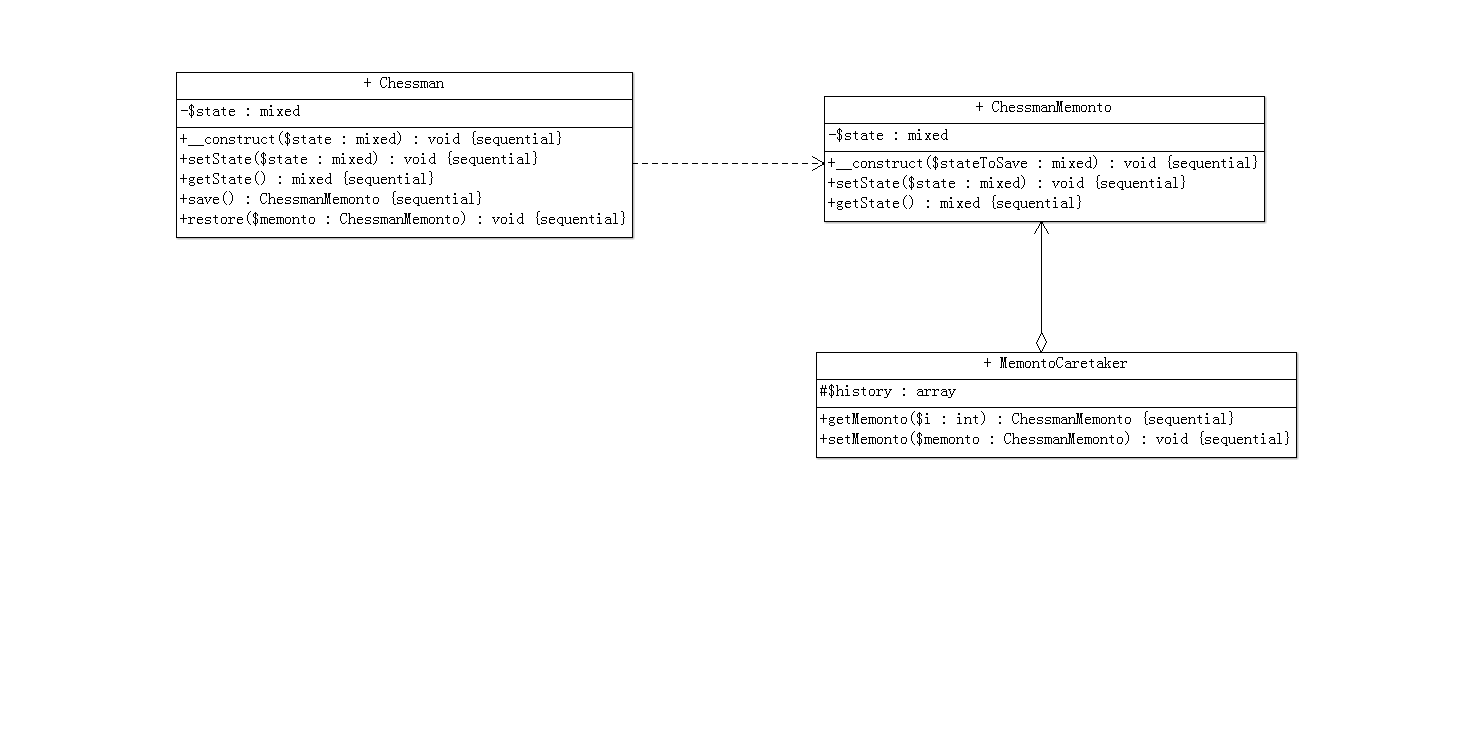 + Chessman
-$state : mixed
+__construct($state : mixed) : void {sequential}
+setState($state : mixed) : void {sequential}
+getState() : mixed {sequential}
+save() : ChessmanMemonto {sequential}
+restore($memonto : ChessmanMemonto) : void {sequential}
+ ChessmanMemonto
-$state : mixed
+__construct($stateToSave : mixed) : void {sequential}
+setState($state : mixed) : void {sequential}
+getState() : mixed {sequential}
+ MemontoCaretaker
#$history : array
+getMemonto($i : int) : ChessmanMemonto {sequential}
+setMemonto($memonto : ChessmanMemonto) : void {sequential}